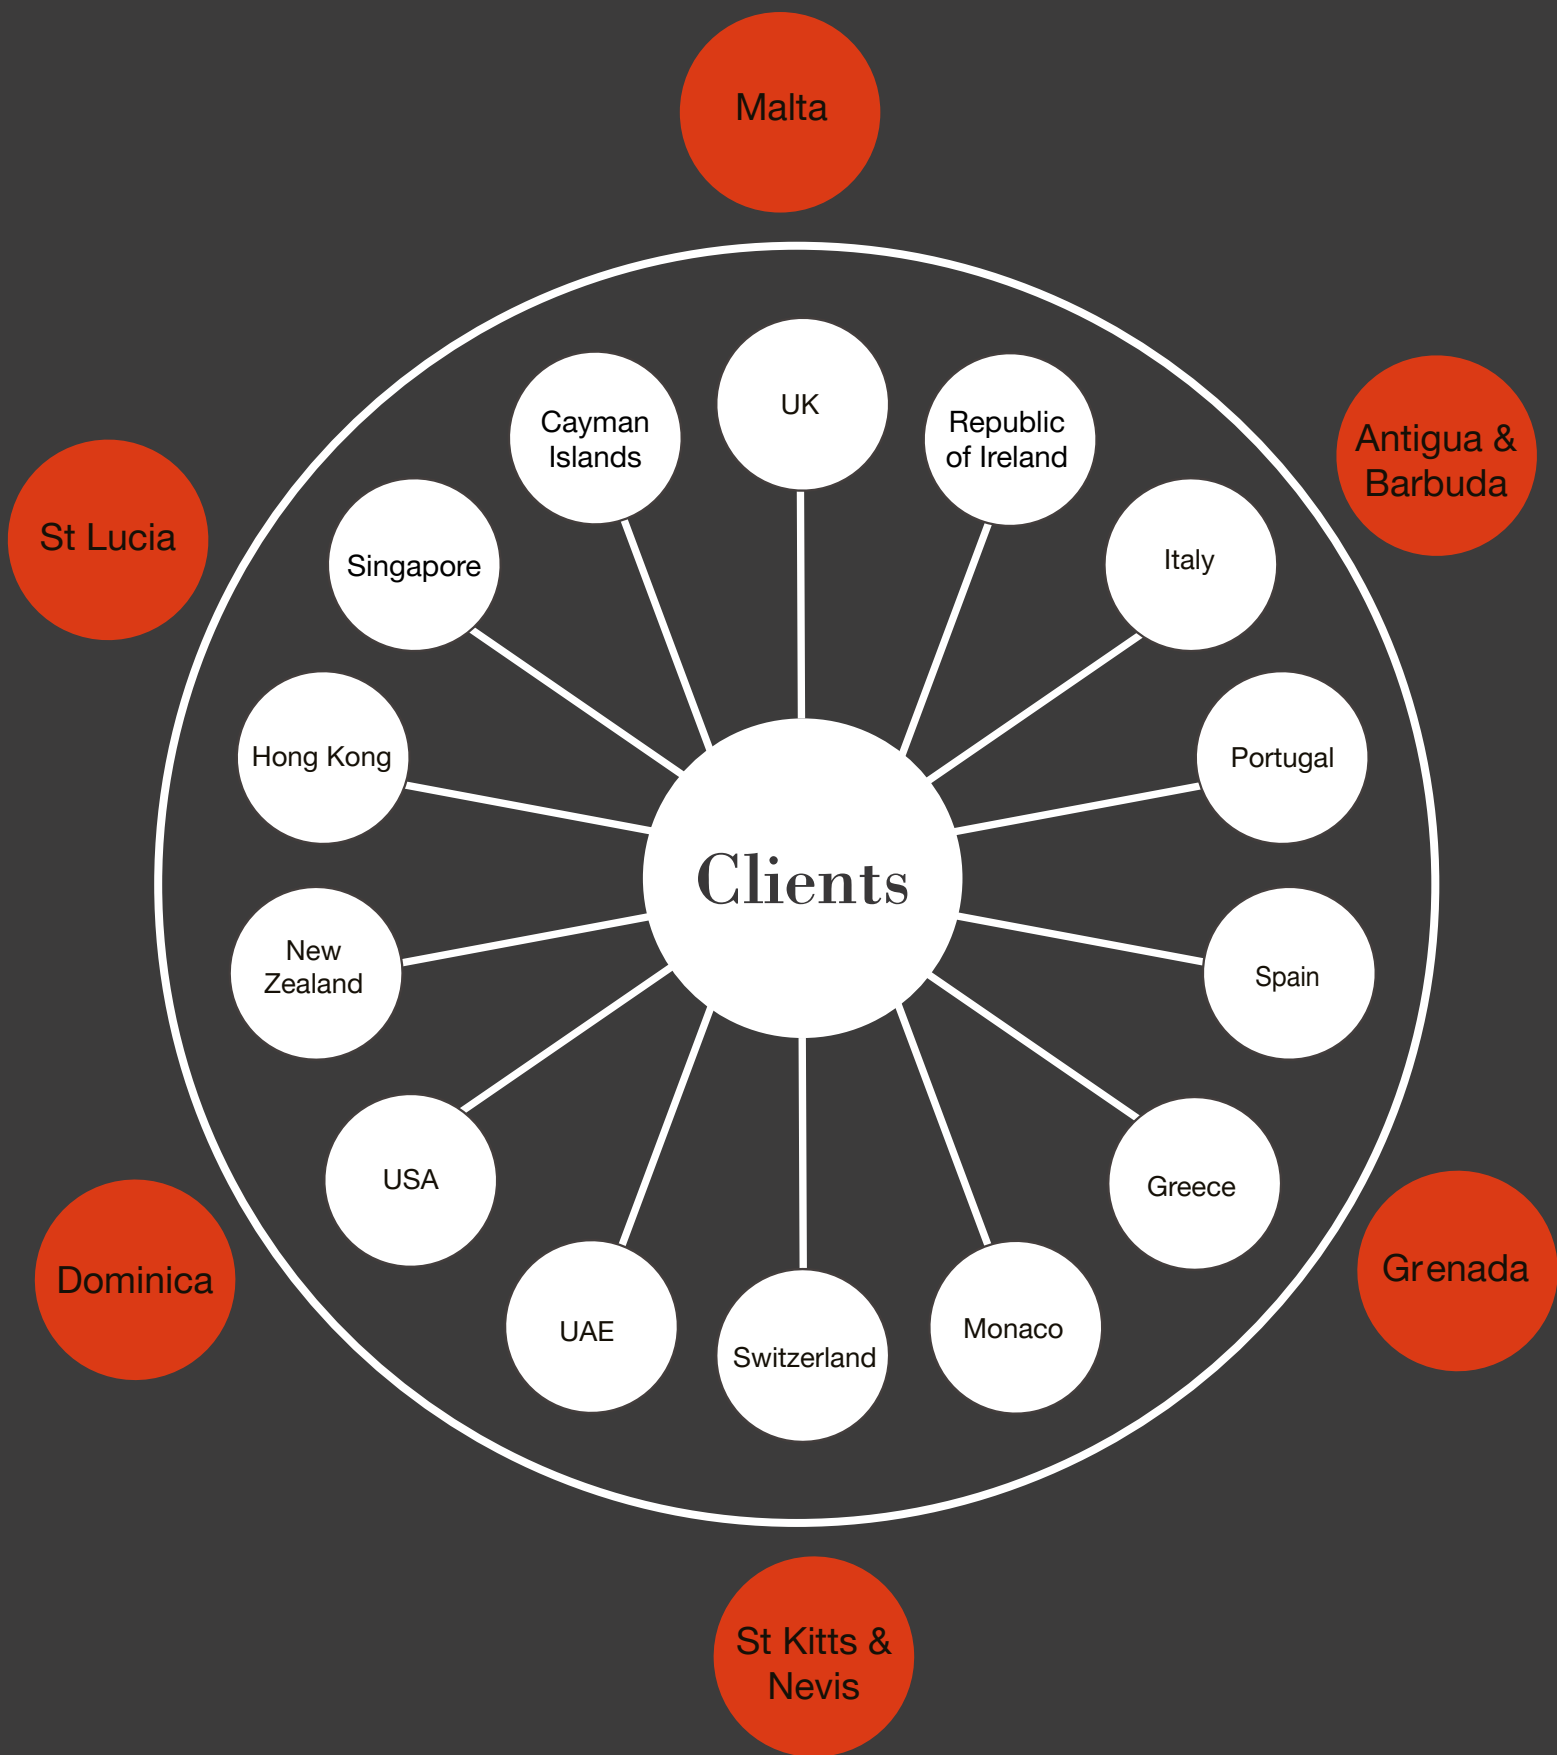 Malta
UK
Cayman
Islands
Republic
of Ireland
Antigua &
Barbuda
St Lucia
Singapore
Italy
Hong Kong
Portugal
Clients
New
Zealand
Spain
USA
Greece
Dominica
Grenada
UAE
Switzerland
Monaco
St Kitts &
Nevis